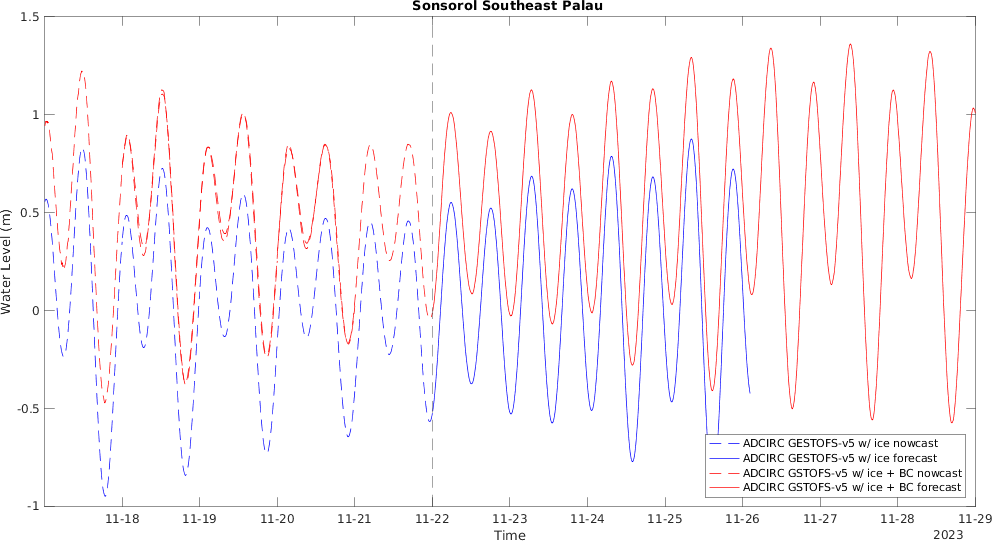 Sonsorol Southeast Palau
1.5
1
0.5
0
-0.5
-1
Water Level (m)
ADCIRC GESTOFS-v5 w/ ice nowcast
ADCIRC GESTOFS-v5 w/ ice forecast
ADCIRC GSTOFS-v5 w/ ice + BC nowcast
ADCIRC GSTOFS-v5 w/ ice + BC forecast
11-18 11-19 11-20 11-21 11-22 11-23 11-24 11-25 11-26 11-27 11-28 11-29
Time
2023